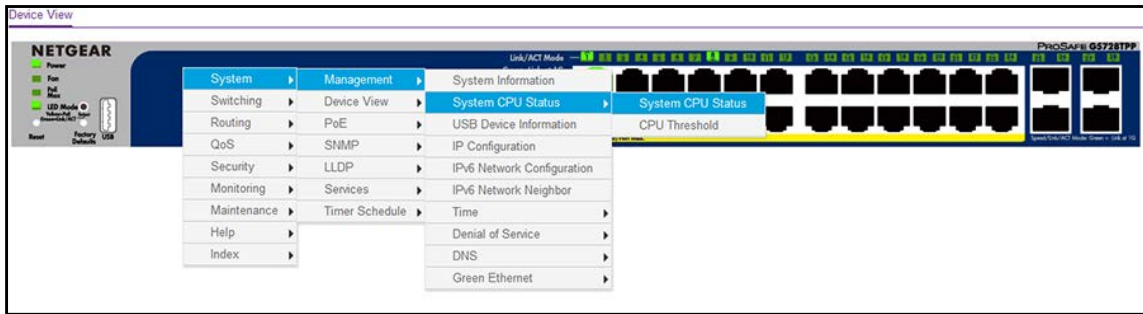 Device View
NETGEAR
PROSAFE GS728TPP
Power
Link/ACT Mode
Fan
PoE
Max
LED Mode
USB
Reset
Factory
Defaults
System
Switching
Routing
QoS
Security
Monitoring
Maintenance
Help
Index
Management
Device View
PoE
SNMP
LLDP
Services
Timer Schedule
System Information
System CPU Status
USB Device Information
IP Configuration
IPv6 Network Configuration
IPv6 Network Neighbor
Time
Denial of Service
DNS
Green Ethernet
System CPU Status
CPU Threshold